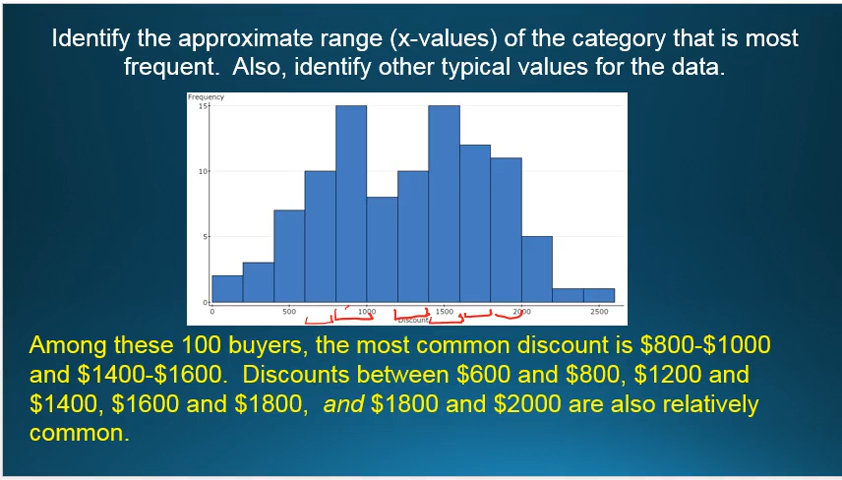 Identify the approximate range (x-values) of the category that is most
frequent.  Also, identify other typical values for the data.
Frequency
15
10
5
0
0 500 1000 1500 2000 2500
Discount
Among these 100 buyers, the most common discount is $800-$1000
and $1400-$1600.  Discounts between $600 and $800, $1200 and
$1400, $1600 and $1800,  and $1800 and $2000 are also relatively
common.